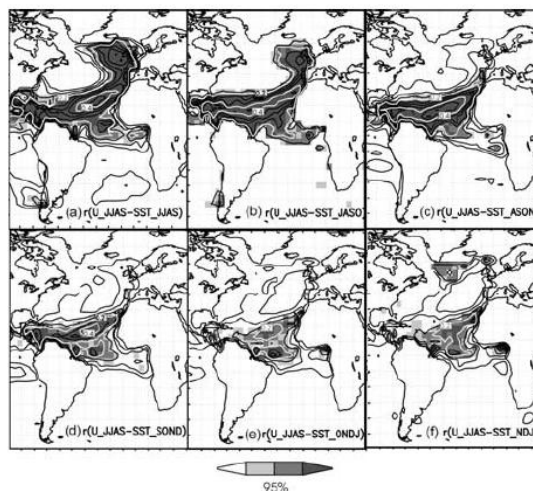 (a) r(U_JJAS-SST_JJAS)
(b) r(U_JJAS-SST_JASO)
(c) r(U_JJAS-SST_ASON
(d) r(U_JJAS-SST_SOND)
(e) r(U_JJAS-SST_ONDJ)
(f) r(U_JJAS-SST_NDJ
95%